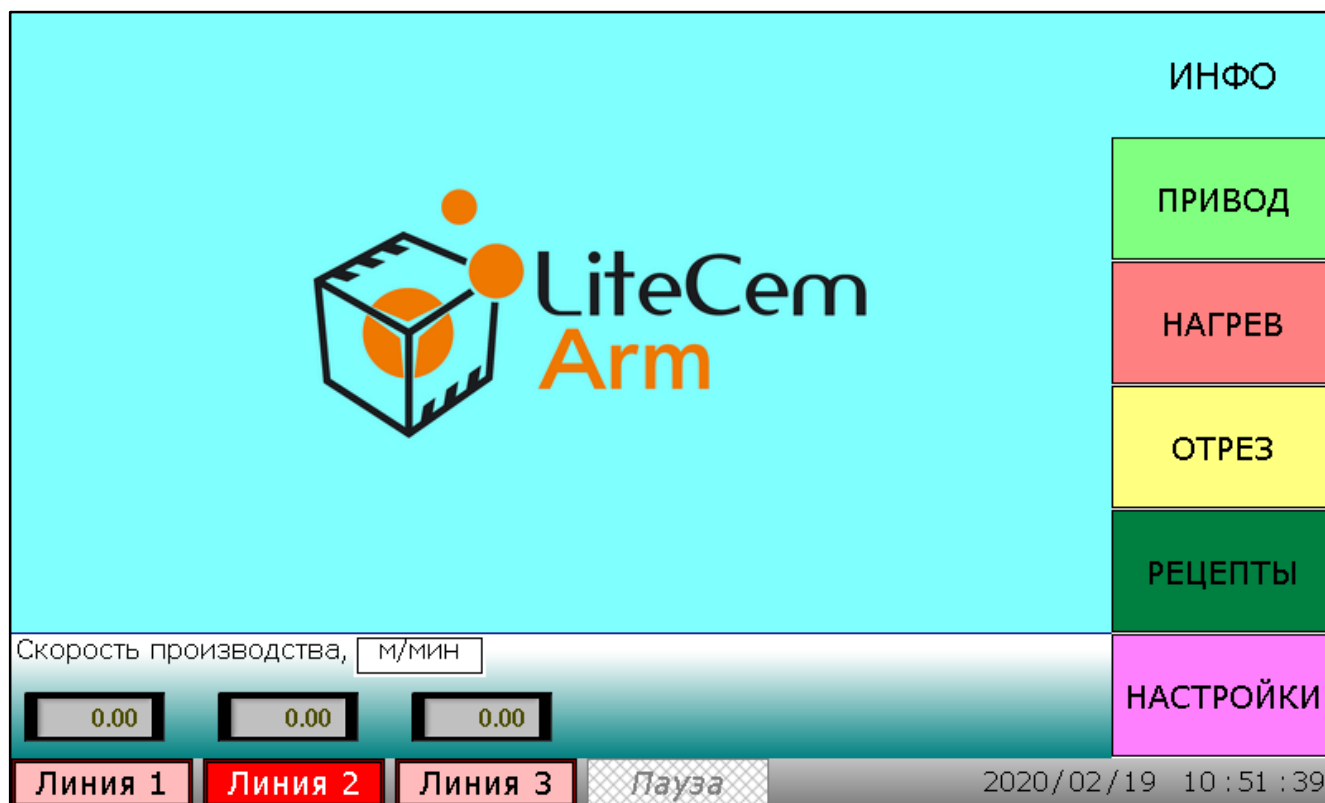 ИНФО
ПРИВОД
LiteCem
Arm
НАГРЕВ
ОТРЕЗ
РЕЦЕПТЫ
Скорость производства, м/мин
НАСТРОЙКИ
0.00 0.00 0.00
Линия 1 Линия 2 Линия 3 Пауза 2020/02/19 10:51:39